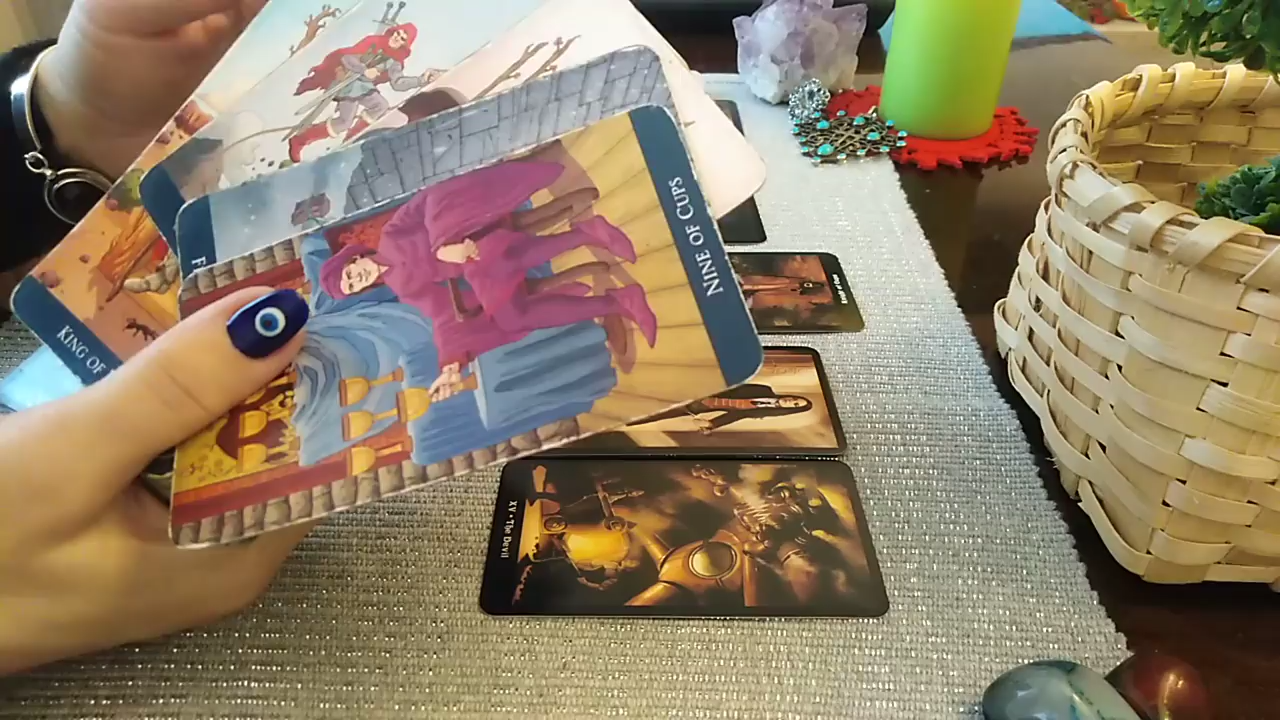 NINE OF CUPS
KING OF
XV • The Devil